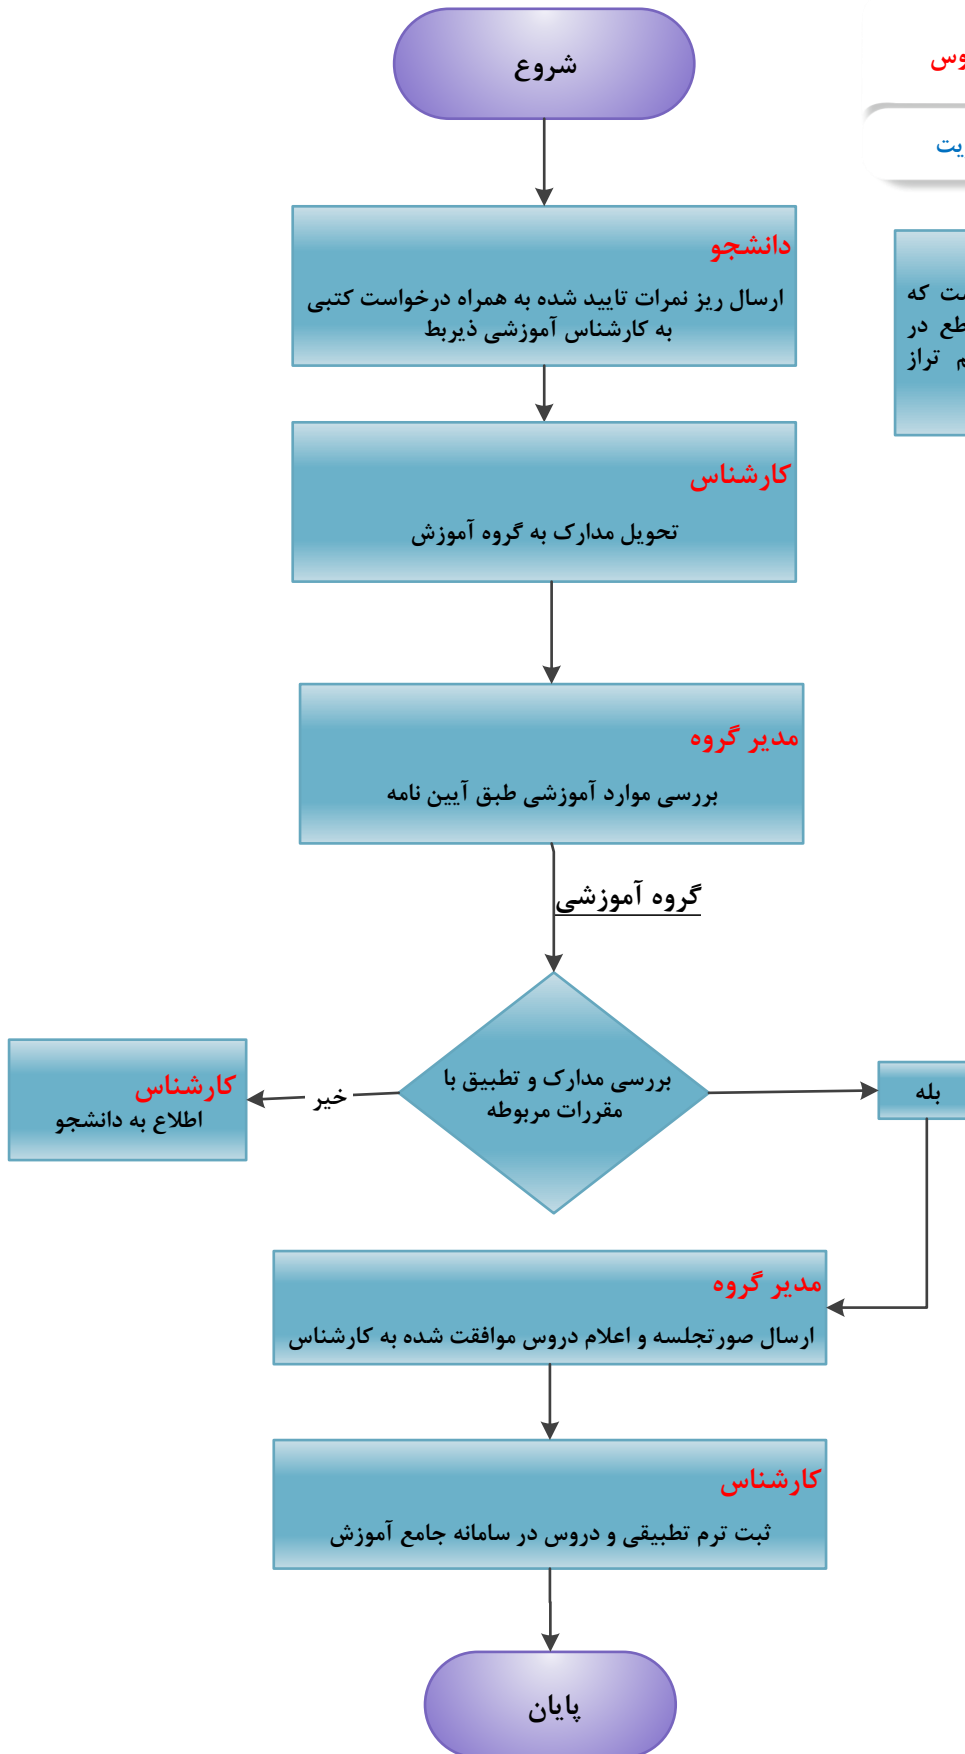 شروع
دانشجو
ارسال ریز نمرات تایید شده به همراه درخواست کتبی
به کارشناس آموزشی ذیربط
کارشناس
تحویل مدارک به گروه آموزش
مدیر گروه
بررسی موارد آموزشی طبق آیین نامه
گروه آموزشی
بررسی مدارک و تطبیق با
مقررات مربوطه
بله
خیر
کارشناس
اطلاع به دانشجو
مدیر گروه
ارسال صورتجلسه و اعلام دروس موافقت شده به کارشناس
کارشناس
ثبت ترم تطبیقی و دروس در سامانه جامع آموزش
پایان
که
در
تراز